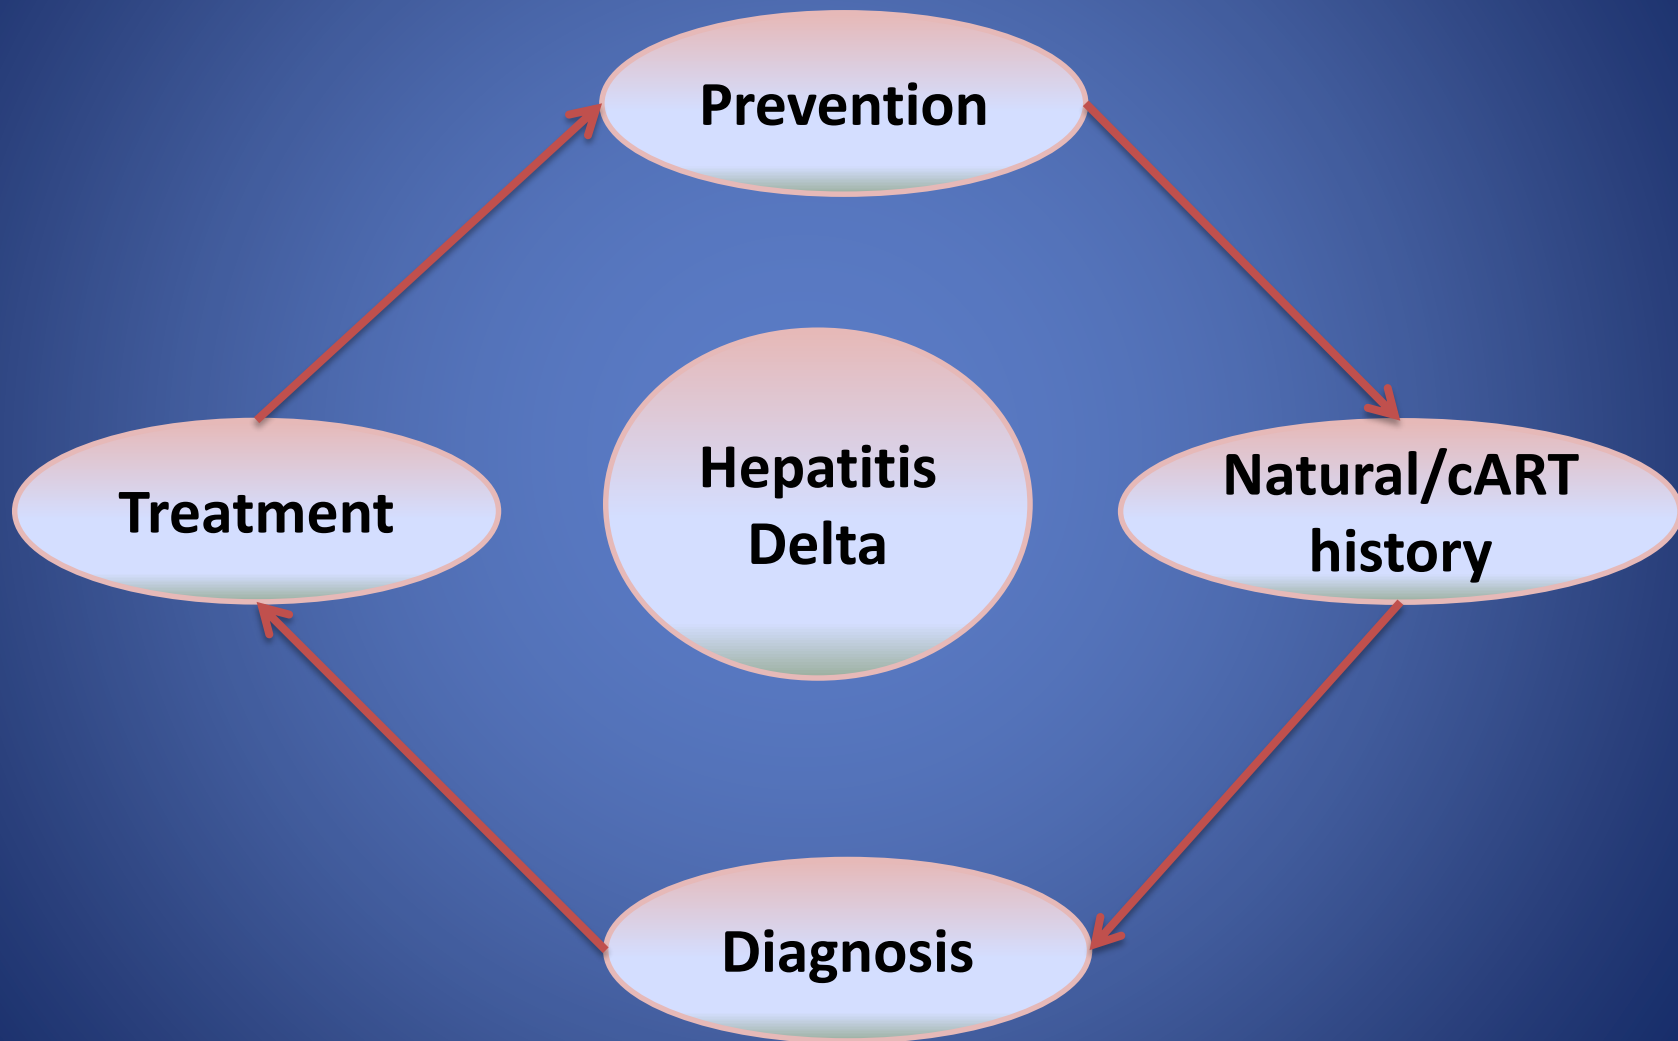 Prevention
Hepatitis
Delta
Treatment
Natural/cART
history
Diagnosis